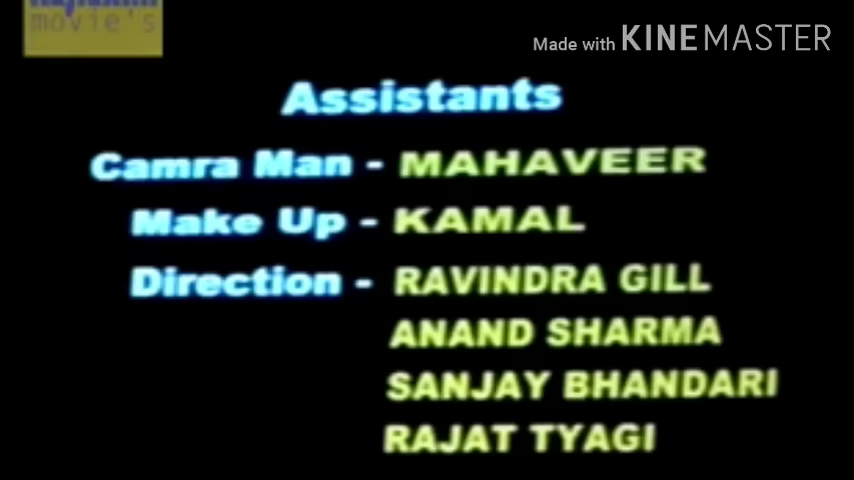 movie's
Made with KINEMASTER
Assistants
Camra Man - MAHAVEER
Make Up - KAMAL
Direction - RAVINDRA GILL
ANAND SHARMA
SANJAY BHANDARI
RAJAT TYAGI